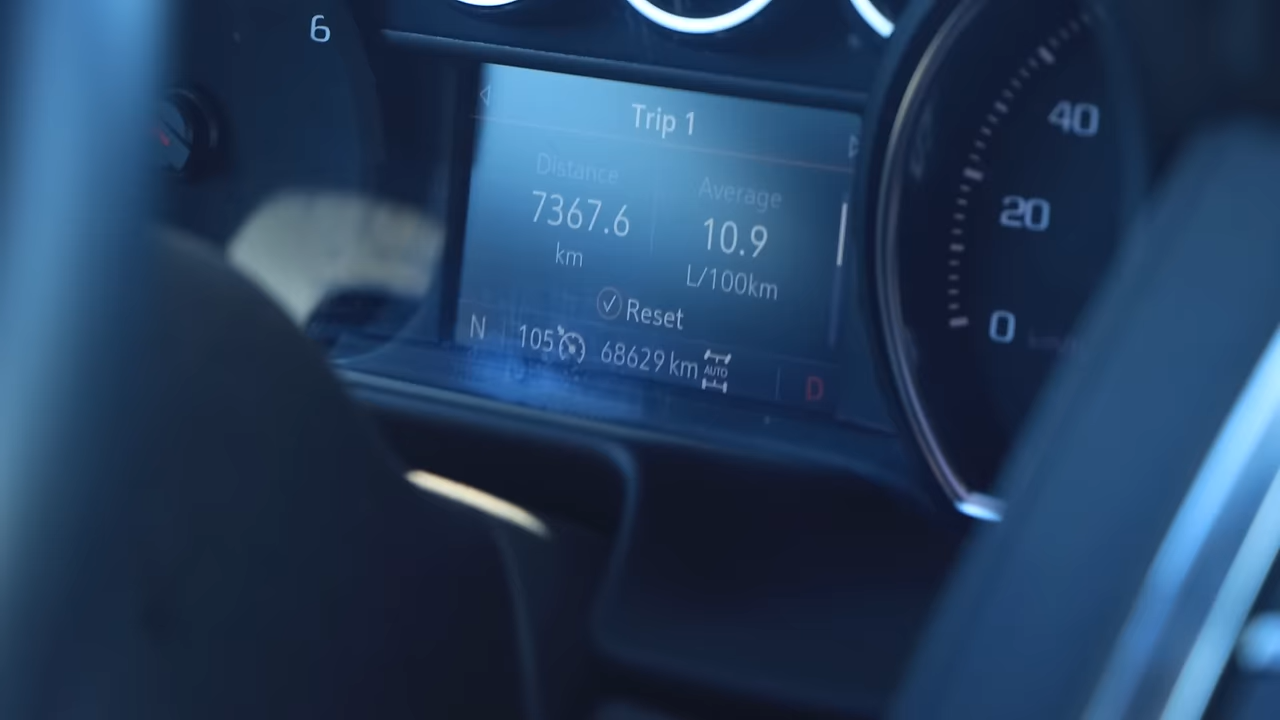 6
Trip 1
Distance
Average
7367.6
10.9
km
L/100km
Reset
N 105 68629 km AUTO D
40
20
0